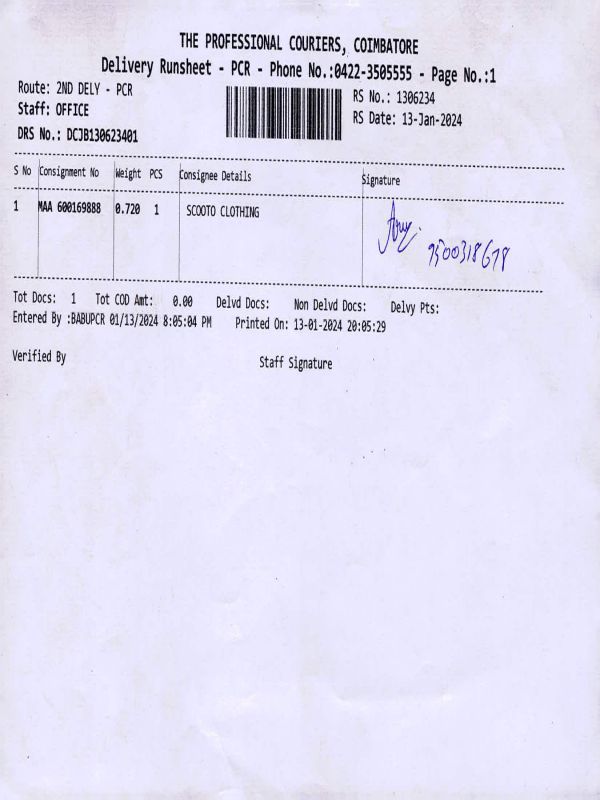 THE PROFESSIONAL COURIERS, COIMBATORE
Delivery Runsheet - PCR - Phone No.:0422-3505555 - Page No.:1
Route: 2ND DELY - PCR
Staff: OFFICE
DRS No.: DCJB130623401
RS No.: 1306234
RS Date: 13-Jan-2024
S No Consignment No Weight PCS Consignee Details Signature
1 MAA 600169888 0.720 1 SCOOTO CLOTHING
9500318678
Tot Docs: 1 Tot COD Amt: 0.00 Delvd Docs: Non Delvd Docs: Delvy Pts:
Entered By :BABUPCR 01/13/2024 8:05:04 PM Printed On: 13-01-2024 20:05:29
Verified By Staff Signature